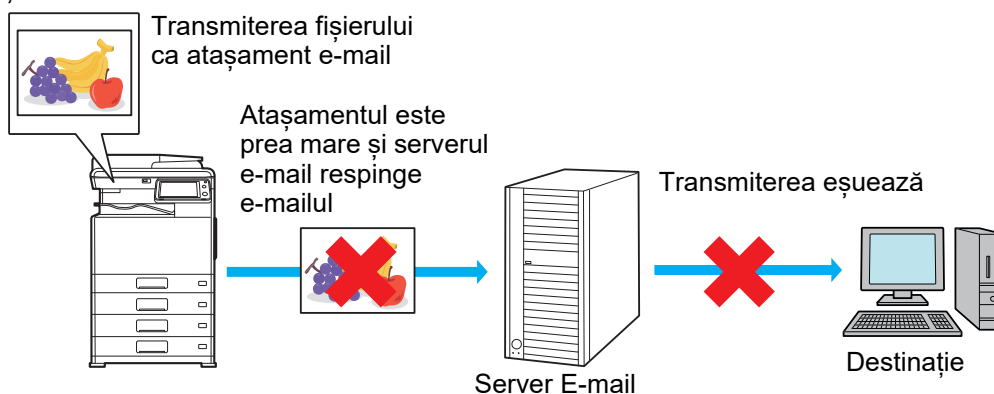 Transmiterea fișierului
ca atașament e-mail
Atașamentul este
prea mare și serverul
e-mail respinge
e-mailul
Transmiterea eșuează
Server E-mail
Destinație